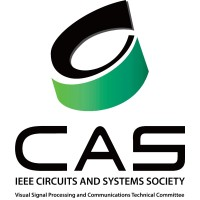 CAS
IEEE CIRCUITS AND SYSTEMS SOCIETY
Visual Signal Processing and Communications Technical Committee